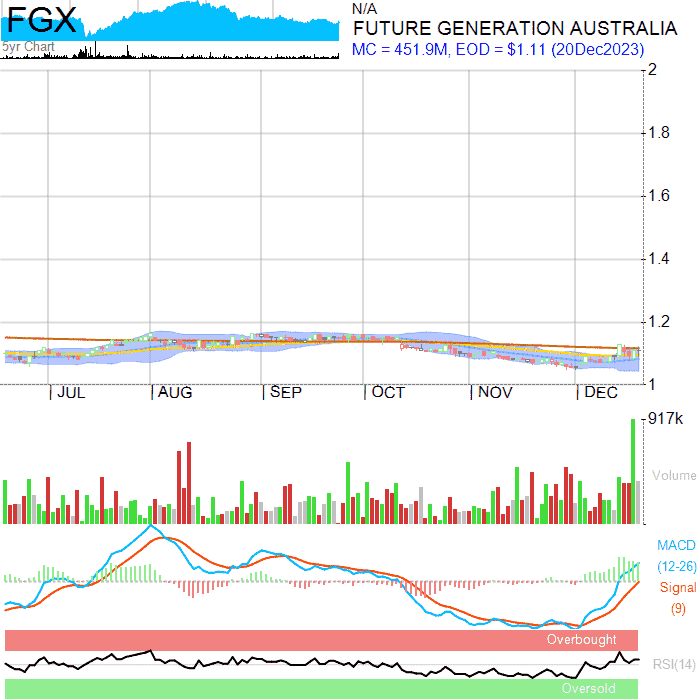 FGX
5yr Chart
N/A
FUTURE GENERATION AUSTRALIA
MC = 451.9M, EOD = $1.11 (20Dec2023)
2
1.8
1.6
1.4
1.2
1
JUL AUG SEP OCT NOV DEC
917k
Volume
MACD
(12-26)
Signal
(9)
Overbought
RSI(14)
Oversold